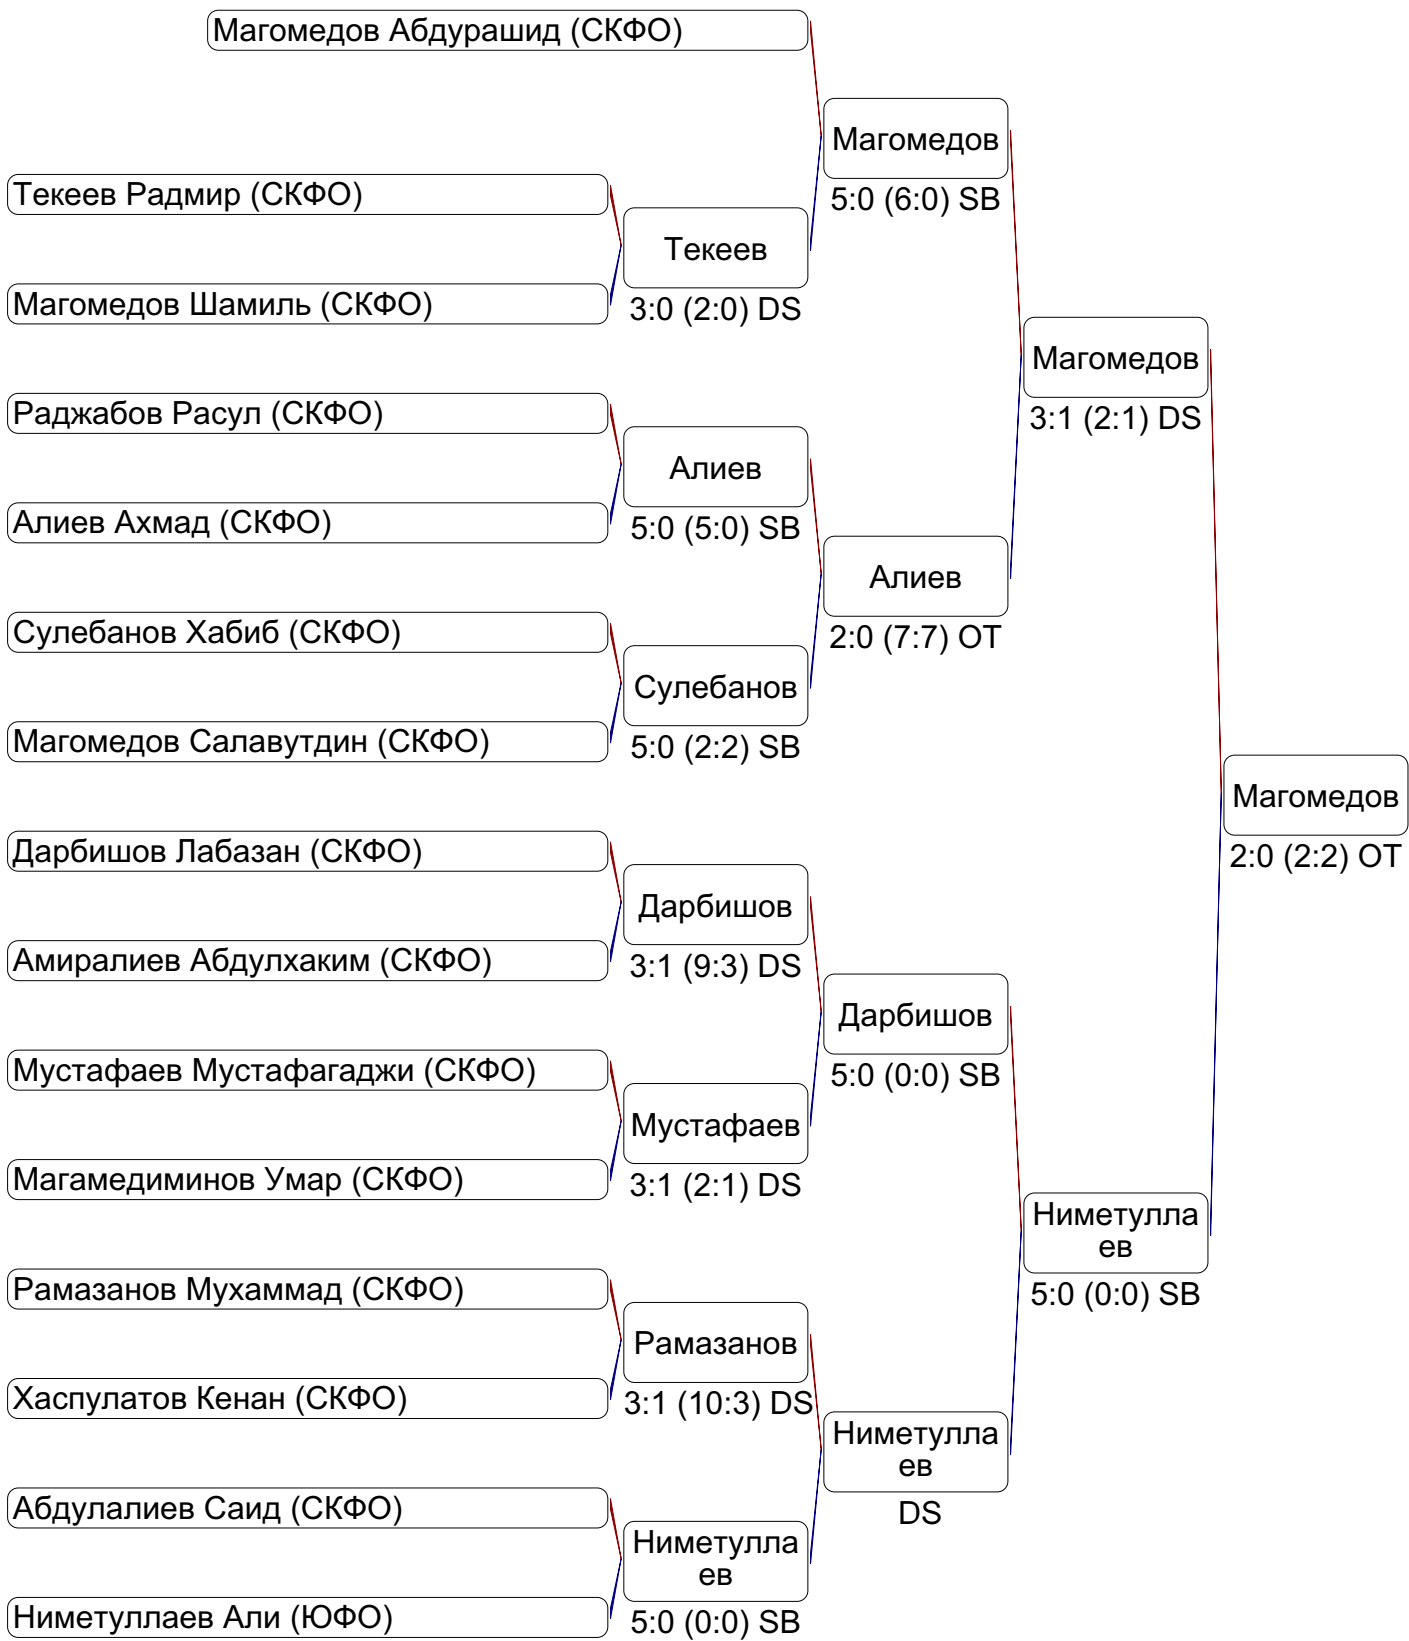 Магомедов Абдурашид (СКФО)
Магомедов
5:0 (6:0) SB
Текеев Радмир (СКФО)
Текеев
3:0 (2:0) DS
Магомедов Шамиль (СКФО)
Магомедов
3:1 (2:1) DS
Раджабов Расул (СКФО)
Алиев
5:0 (5:0) SB
Алиев Ахмад (СКФО)
Алиев
2:0 (7:7) OT
Сулебанов Хабиб (СКФО)
Сулебанов
5:0 (2:2) SB
Магомедов Салавутдин (СКФО)
Магомедов
2:0 (2:2) OT
Дарбишов Лабазан (СКФО)
Дарбишов
3:1 (9:3) DS
Амиралиев Абдулхаким (СКФО)
Дарбишов
5:0 (0:0) SB
Мустафаев Мустафагаджи (СКФО)
Мустафаев
3:1 (2:1) DS
Магамедиминов Умар (СКФО)
Ниметулла
ев
5:0 (0:0) SB
Рамазанов Мухаммад (СКФО)
Рамазанов
3:1 (10:3) DS
Хаспулатов Кенан (СКФО)
Ниметулла
ев
DS
Абдулалиев Саид (СКФО)
Ниметулла
ев
5:0 (0:0) SB
Ниметуллаев Али (ЮФО)